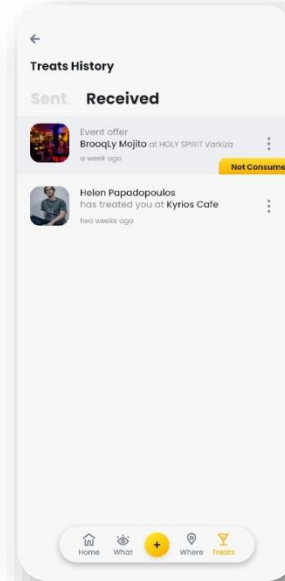 Treats History
Sent Received
Event offer
BrooqLy Mojito at HOLY SPIRIT Varkiza
a week ago
Not Consume
Helen Papadopoulos
has treated you at Kyrios Cafe
two weeks ago
Home What + Where Treats